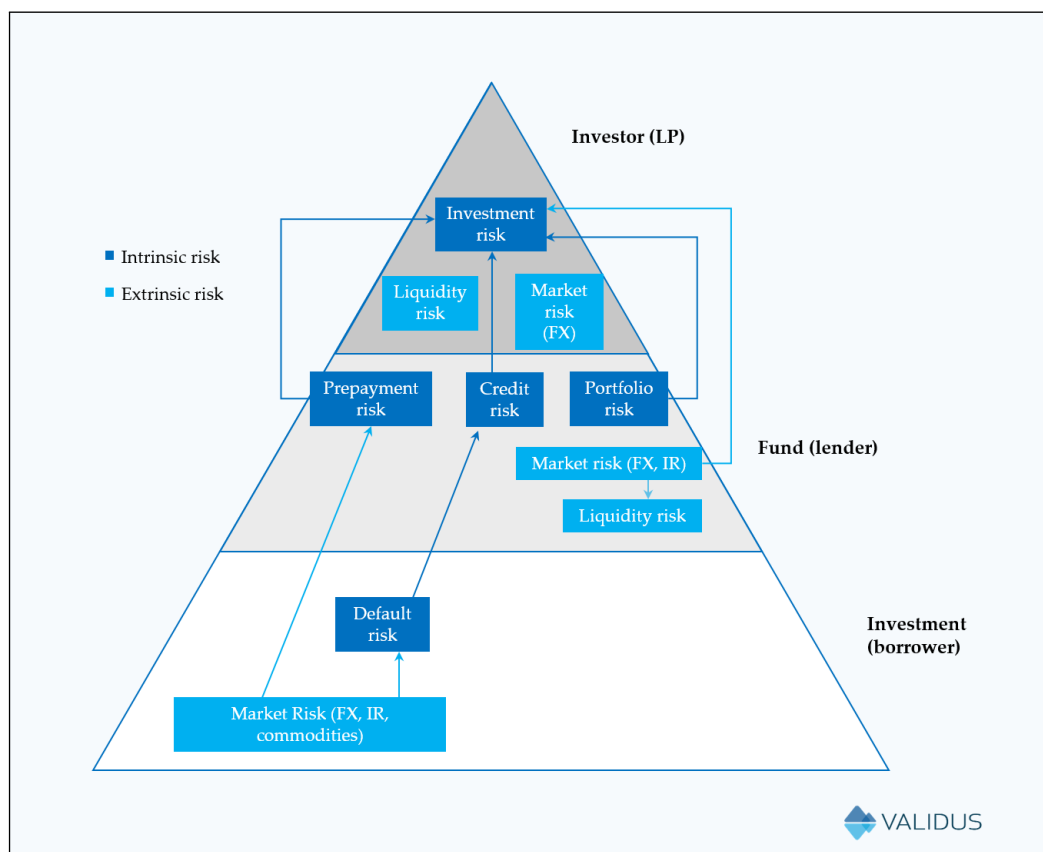 Investor (LP)
Investment
risk
Intrinsic risk
Extrinsic risk
Liquidity
risk
Market
risk
(FX)
Prepayment
risk
Credit
risk
Portfolio
risk
Fund (lender)
Market risk (FX, IR)
Liquidity risk
Default
risk
Investment
(borrower)
Market Risk (FX, IR,
commodities)
VALIDUS